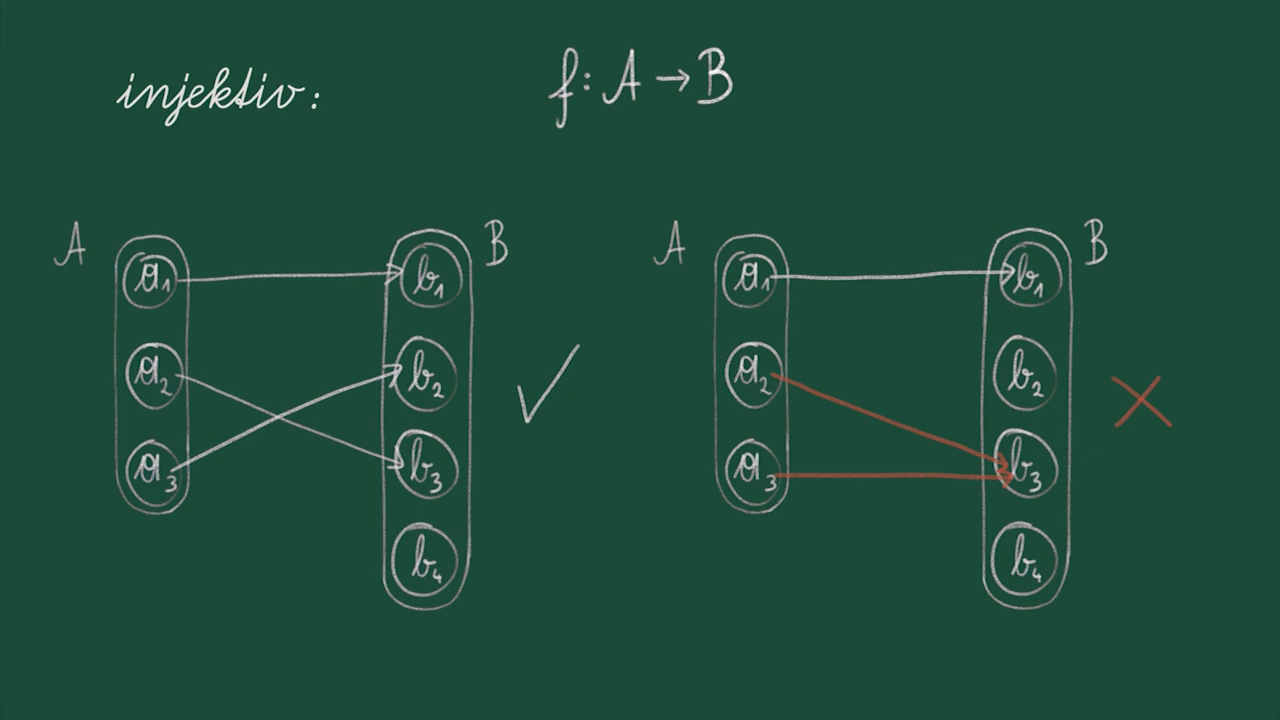 injektiv: f: A → B
A B A B
a₁ b₁ a₁ b₁
a₂ b₂ a₂ b₂
a₃ b₃ a₃ b₃
b₄ b₄